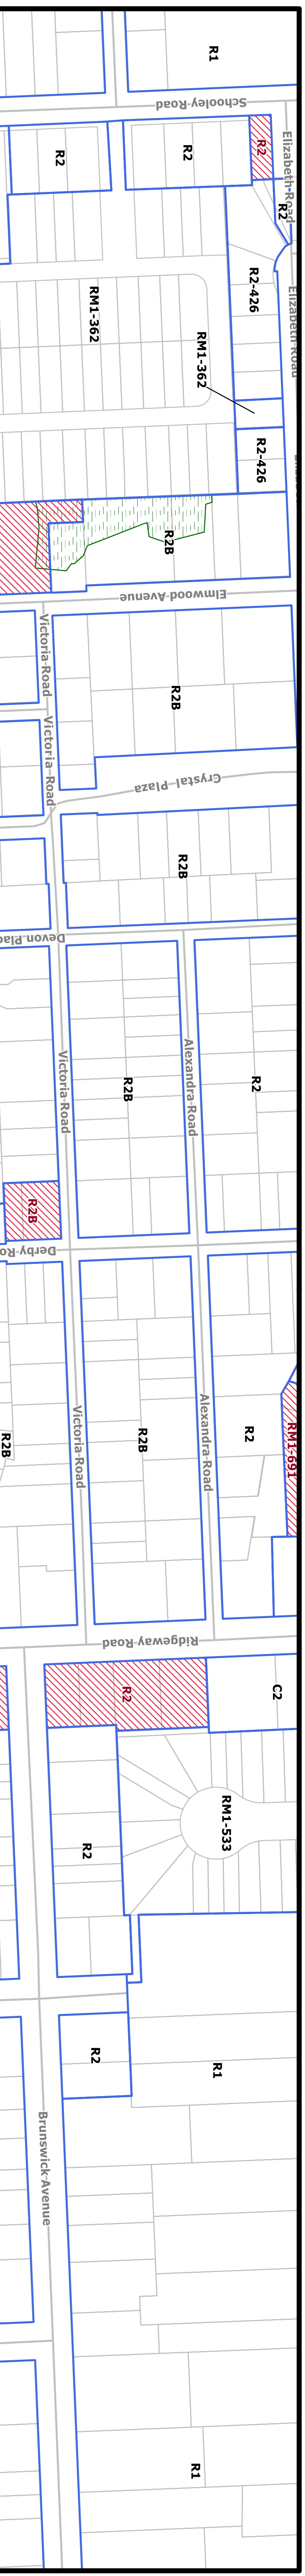 R1
Schooley Road
R2
R2
R2
Elizabeth Road
R2
R2-426
Elizabeth Road
RM1-362
RM1-362
R2-426
R2B
Elmwood Avenue
Victoria Road
R2B
Victoria Road
Crystal Plaza
R2B
Devon Plac
Victoria Road
R2B
Alexandra Road
R2
R2B
Derby Ro
R2B
Victoria Road
R2B
Alexandra Road
R2
RM1-691
Ridgeway Road
R2
C2
R2
RM1-533
R2
R1
Brunswick Avenue
R1